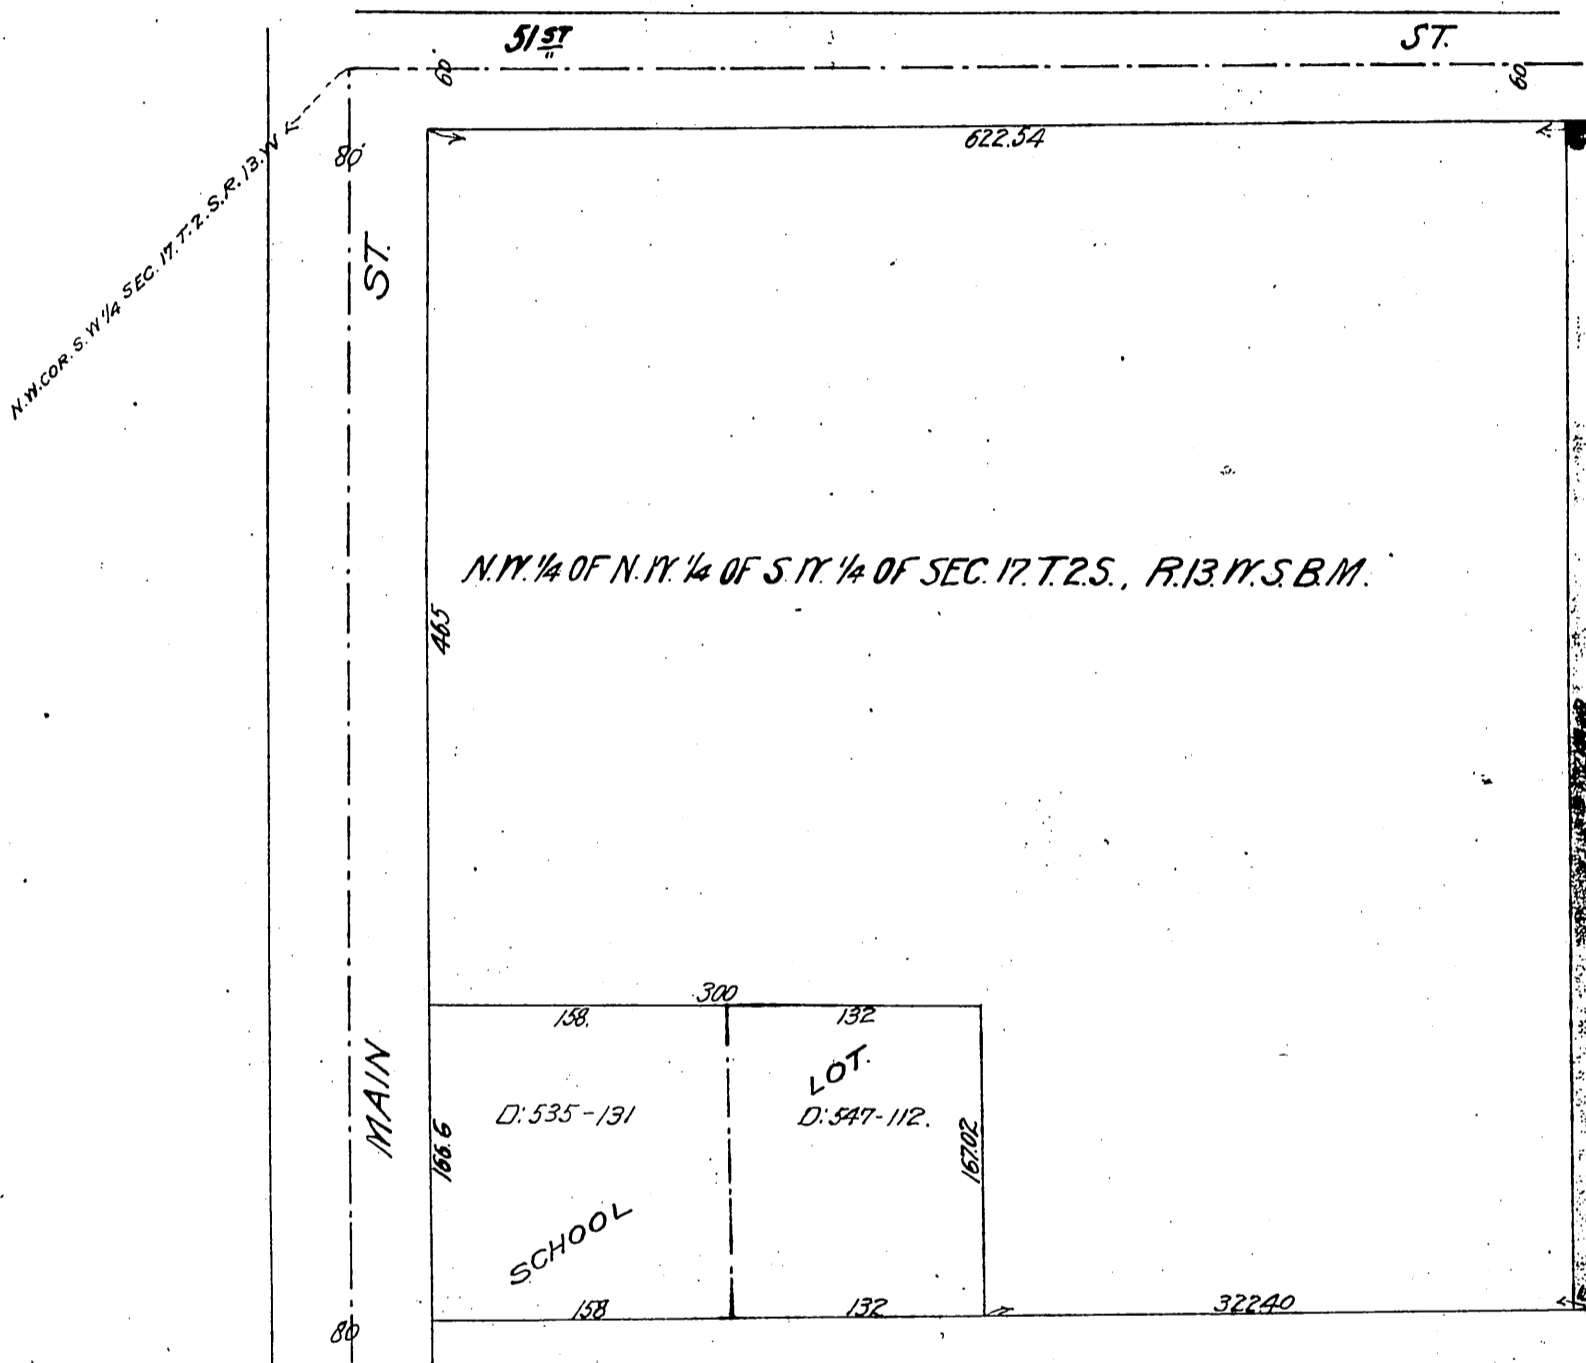 51ST ST.
60 60
622.54
80
N.W.COR. S.W 1/4 SEC. 17. T. 2. S.R. 13. W
ST.
N.W. 1/4 OF N.W. 1/4 OF S.W. 1/4 OF SEC. 17. T.2.S., R.13.W.S.B.M.
465
300
158. 132
LOT.
MAIN
D:535-131 D:547-112.
166.6 167.02
SCHOOL
158 132 322.40
80